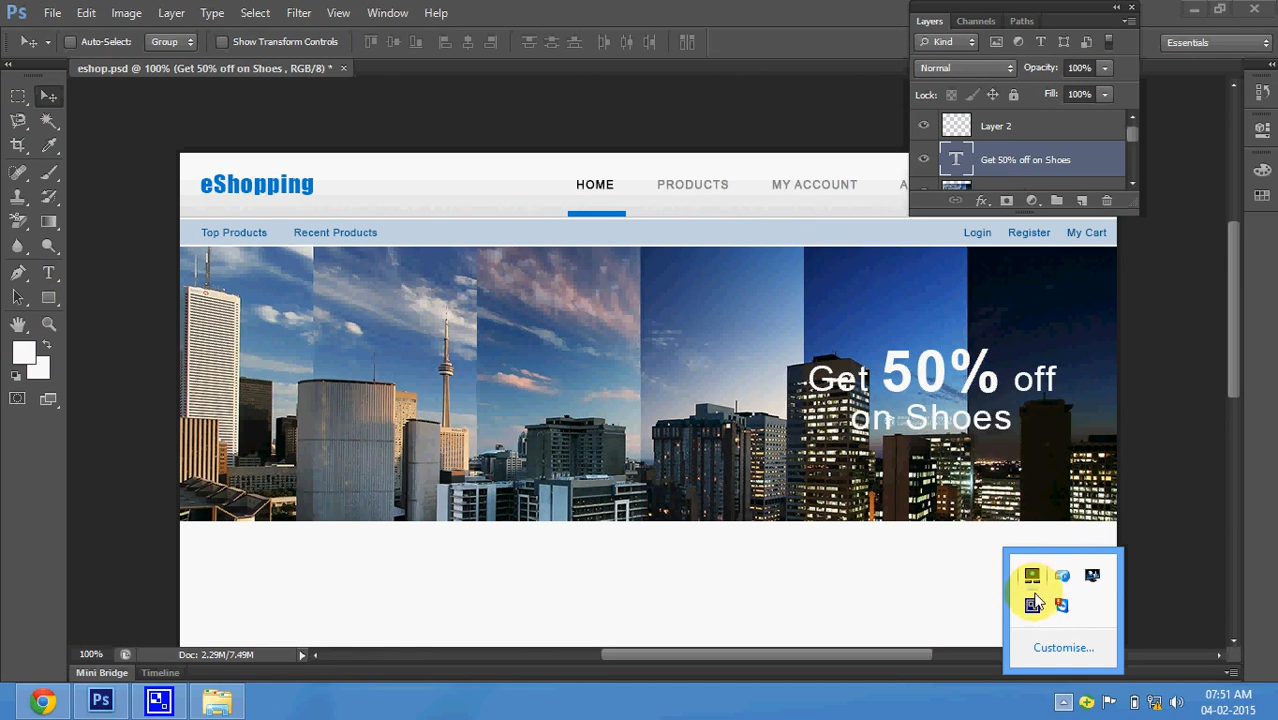 Ps File Edit Image Layer Type Select Filter View Window Help
Auto-Select: Group Show Transform Controls Essentials
eshop.psd @ 100% (Get 50% off on Shoes , RGB/8) * ×
Layers Channels Paths
Kind
Normal Opacity: 100%
Lock: Fill: 100%
Layer 2
T Get 50% off on Shoes
eShopping HOME PRODUCTS MY ACCOUNT A
Top Products Recent Products Login Register My Cart
Get 50% off
on Shoes
Customise...
100% Doc: 2.29M/7.49M
Mini Bridge Timeline
Ps 07:51 AM
04-02-2015